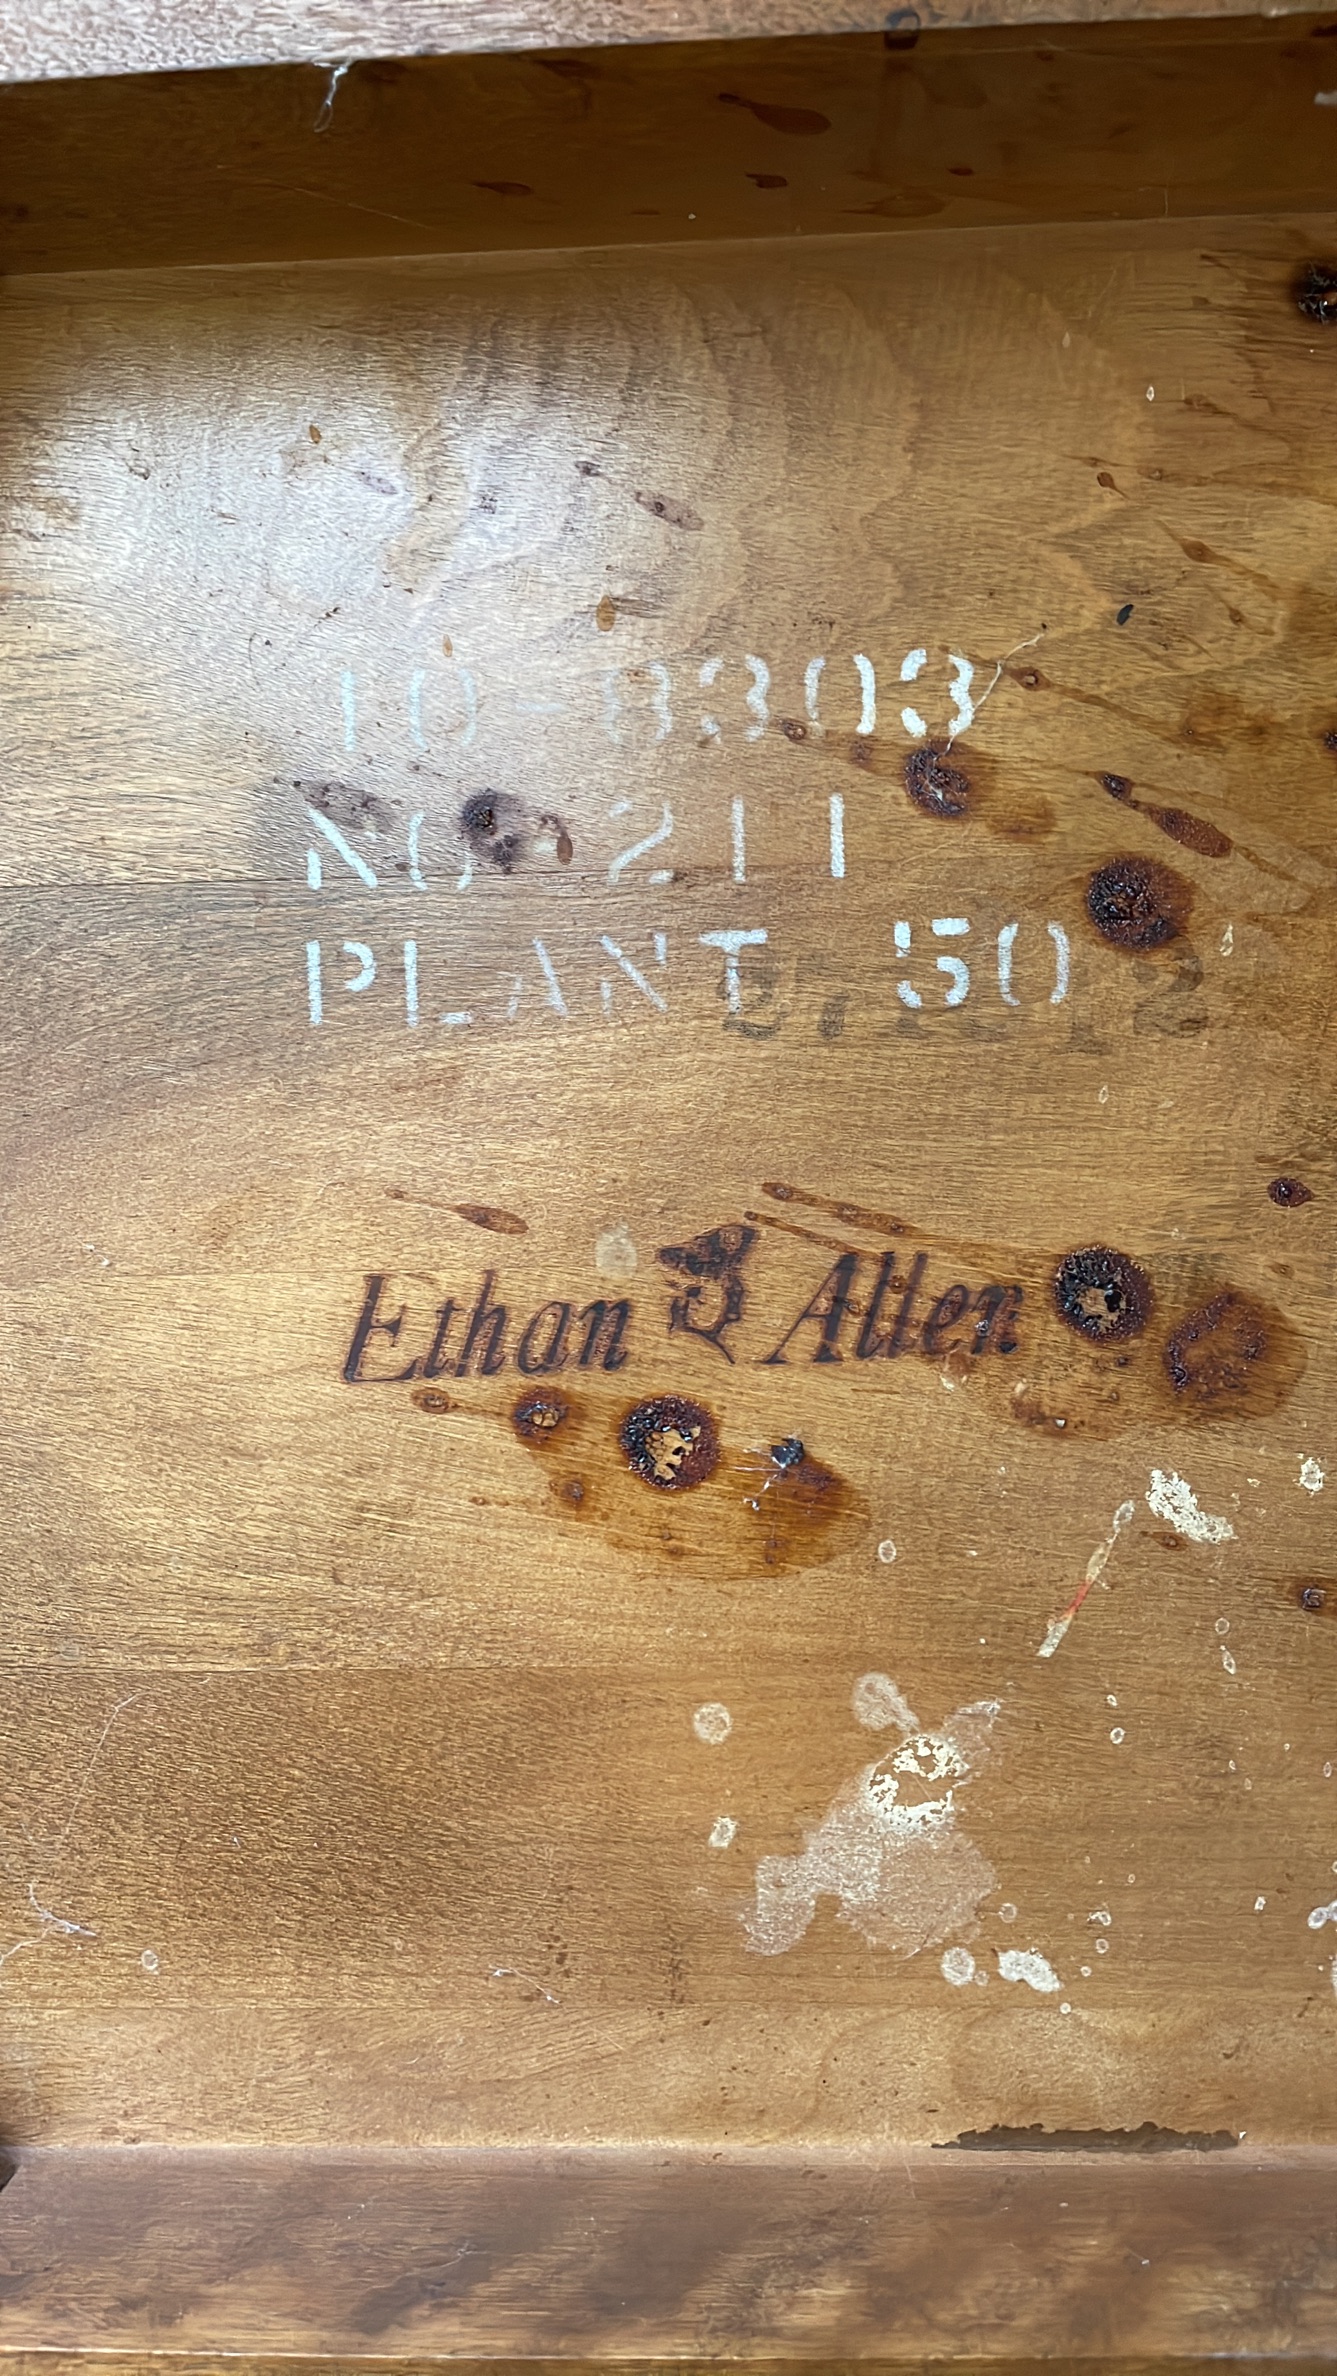 10-8303
NO 211
PLANT. 50
Ethan Allen